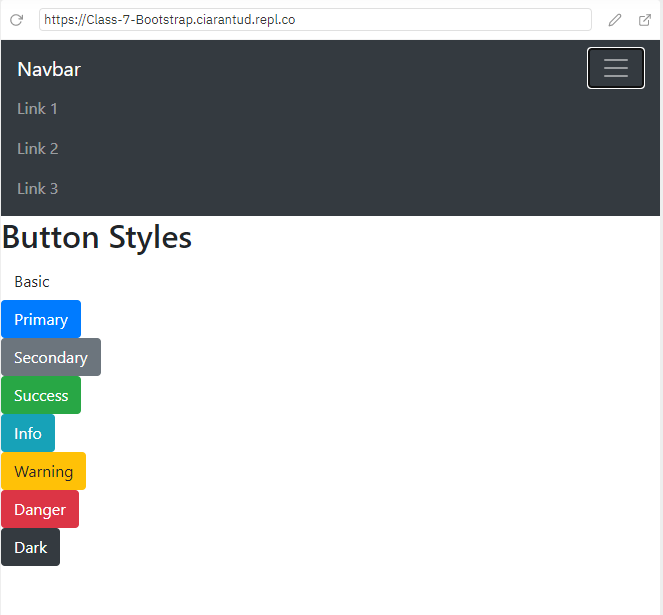 https://Class-7-Bootstrap.ciarantud.repl.co
Navbar
Link 1
Link 2
Link 3
Button Styles
Basic
Primary
Secondary
Success
Info
Warning
Danger
Dark